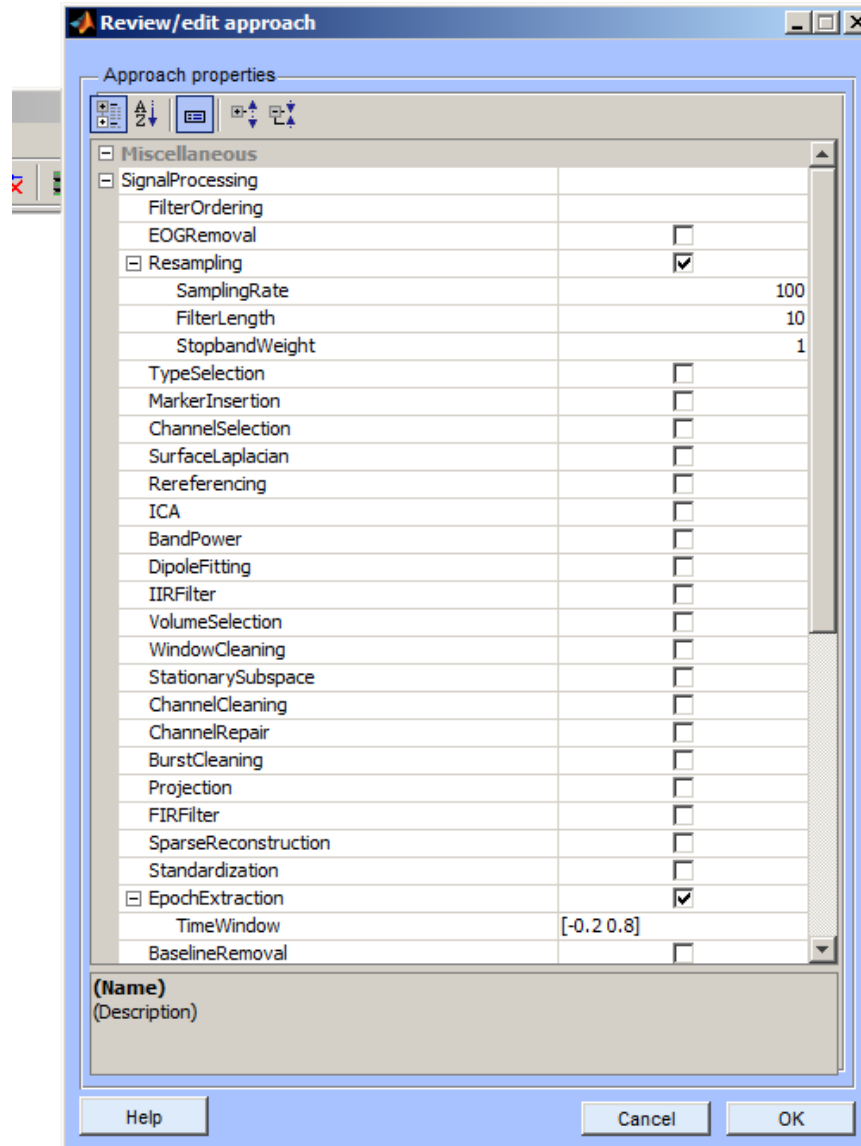 Review/edit approach
Approach properties
Miscellaneous
SignalProcessing
FilterOrdering
EOGRemoval
Resampling
SamplingRate 100
FilterLength 10
StopbandWeight 1
TypeSelection
MarkerInsertion
ChannelSelection
SurfaceLaplacian
Rereferencing
ICA
BandPower
DipoleFitting
IIRFilter
VolumeSelection
WindowCleaning
StationarySubspace
ChannelCleaning
ChannelRepair
BurstCleaning
Projection
FIRFilter
SparseReconstruction
Standardization
EpochExtraction
TimeWindow [-0.2 0.8]
BaselineRemoval
(Name)
(Description)
Help Cancel OK